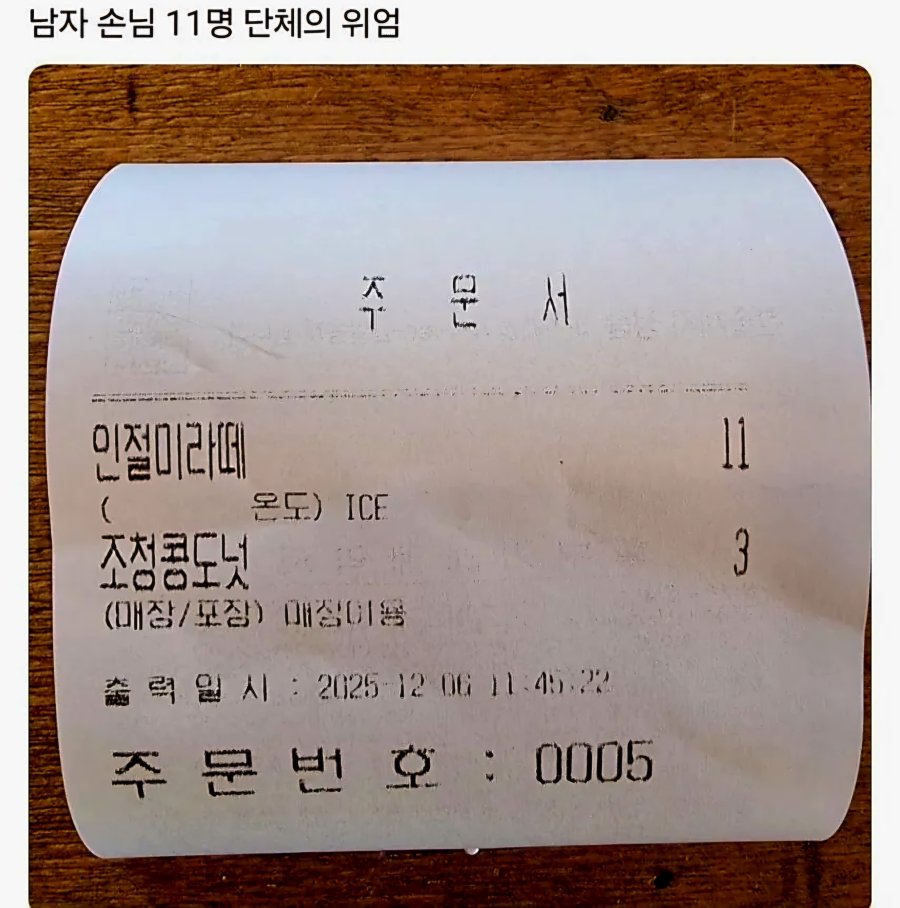 남자 손님 11명 단체의 위엄
주 문 서
인절미라떼 11
( 온도) ICE
조청콩도넛 3
(매장/포장) 매장이용
출 력 일 시 : 2025-12-06 11:45:22
주 문 번 호 : 0005